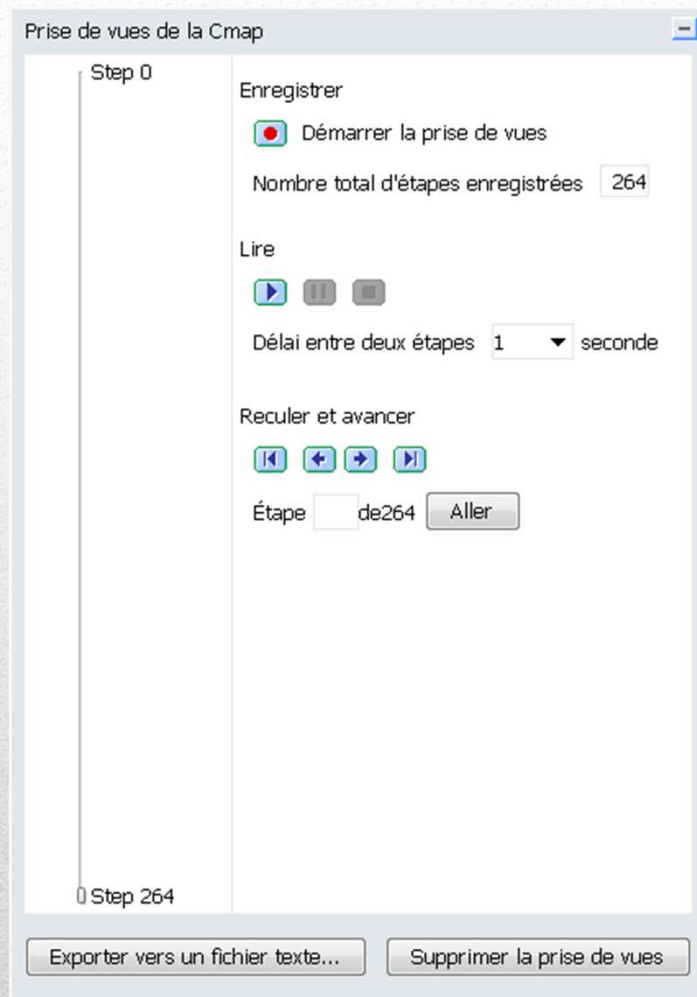 Prise de vues de la Cmap
Step 0
Enregistrer
Démarrer la prise de vues
Nombre total d'étapes enregistrées 264
Lire
Délai entre deux étapes 1 seconde
Reculer et avancer
Étape de264 Aller
Step 264
Exporter vers un fichier texte... Supprimer la prise de vues